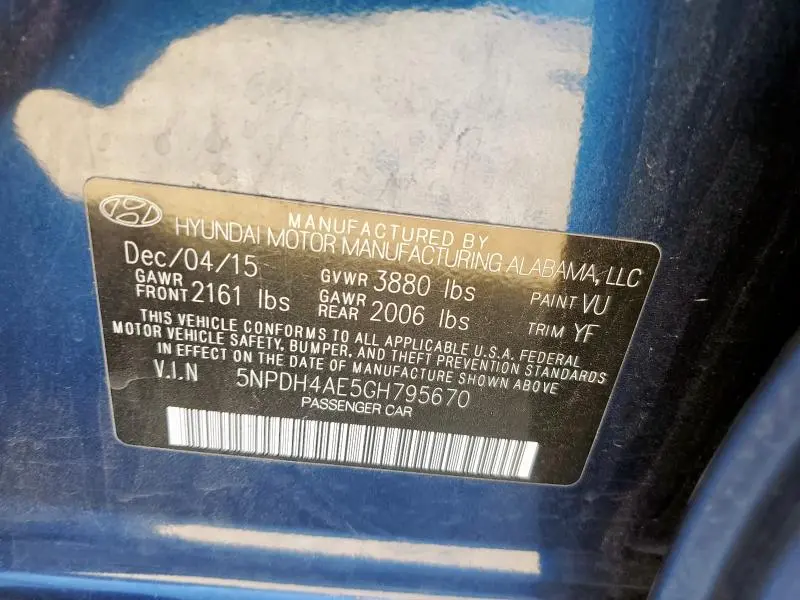 MANUFACTURED BY
HYUNDAI MOTOR MANUFACTURING ALABAMA, LLC
Dec/04/15 GVWR 3880 lbs PAINT VU
GAWR FRONT 2161 lbs GAWR REAR 2006 lbs TRIM YF
THIS VEHICLE CONFORMS TO ALL APPLICABLE U.S.A. FEDERAL
MOTOR VEHICLE SAFETY, BUMPER, AND THEFT PREVENTION STANDARDS
IN EFFECT ON THE DATE OF MANUFACTURE SHOWN ABOVE
V.I.N 5NPDH4AE5GH795670
PASSENGER CAR